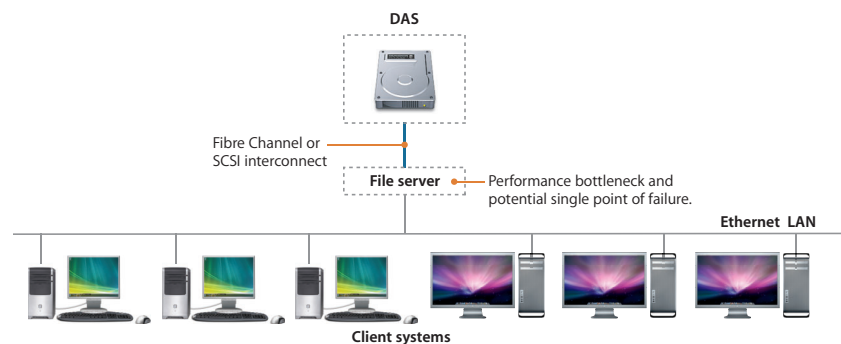 DAS
Fibre Channel or
SCSI interconnect
File server
Performance bottleneck and
potential single point of failure.
Ethernet LAN
Client systems